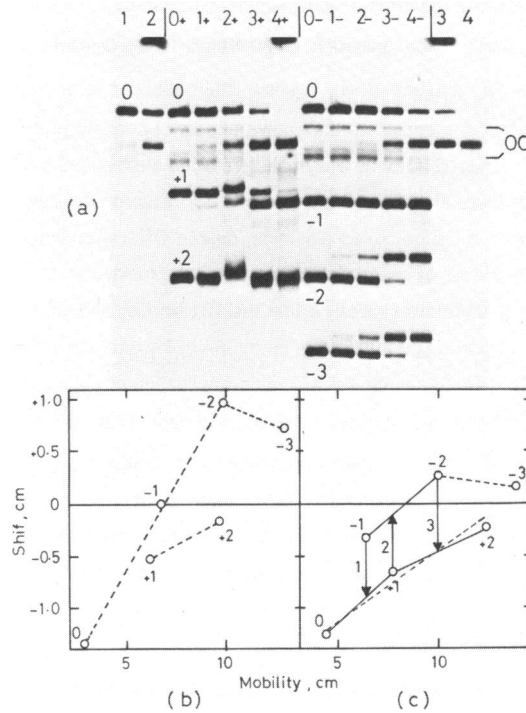 1 2 0+ 1+ 2+ 3+ 4+ 0− 1− 2− 3− 4− 3 4
0 0 0
OC
+1
(a)
-1
+2
-2
-3
+1·0
+0·5
0
-0·5
-1·0
Shif, cm
-2
-3
-1
+2
+1
0
-2
-3
-1
1 2 3
+2
+1
0
5 10 5 10
Mobility, cm
(b) (c)